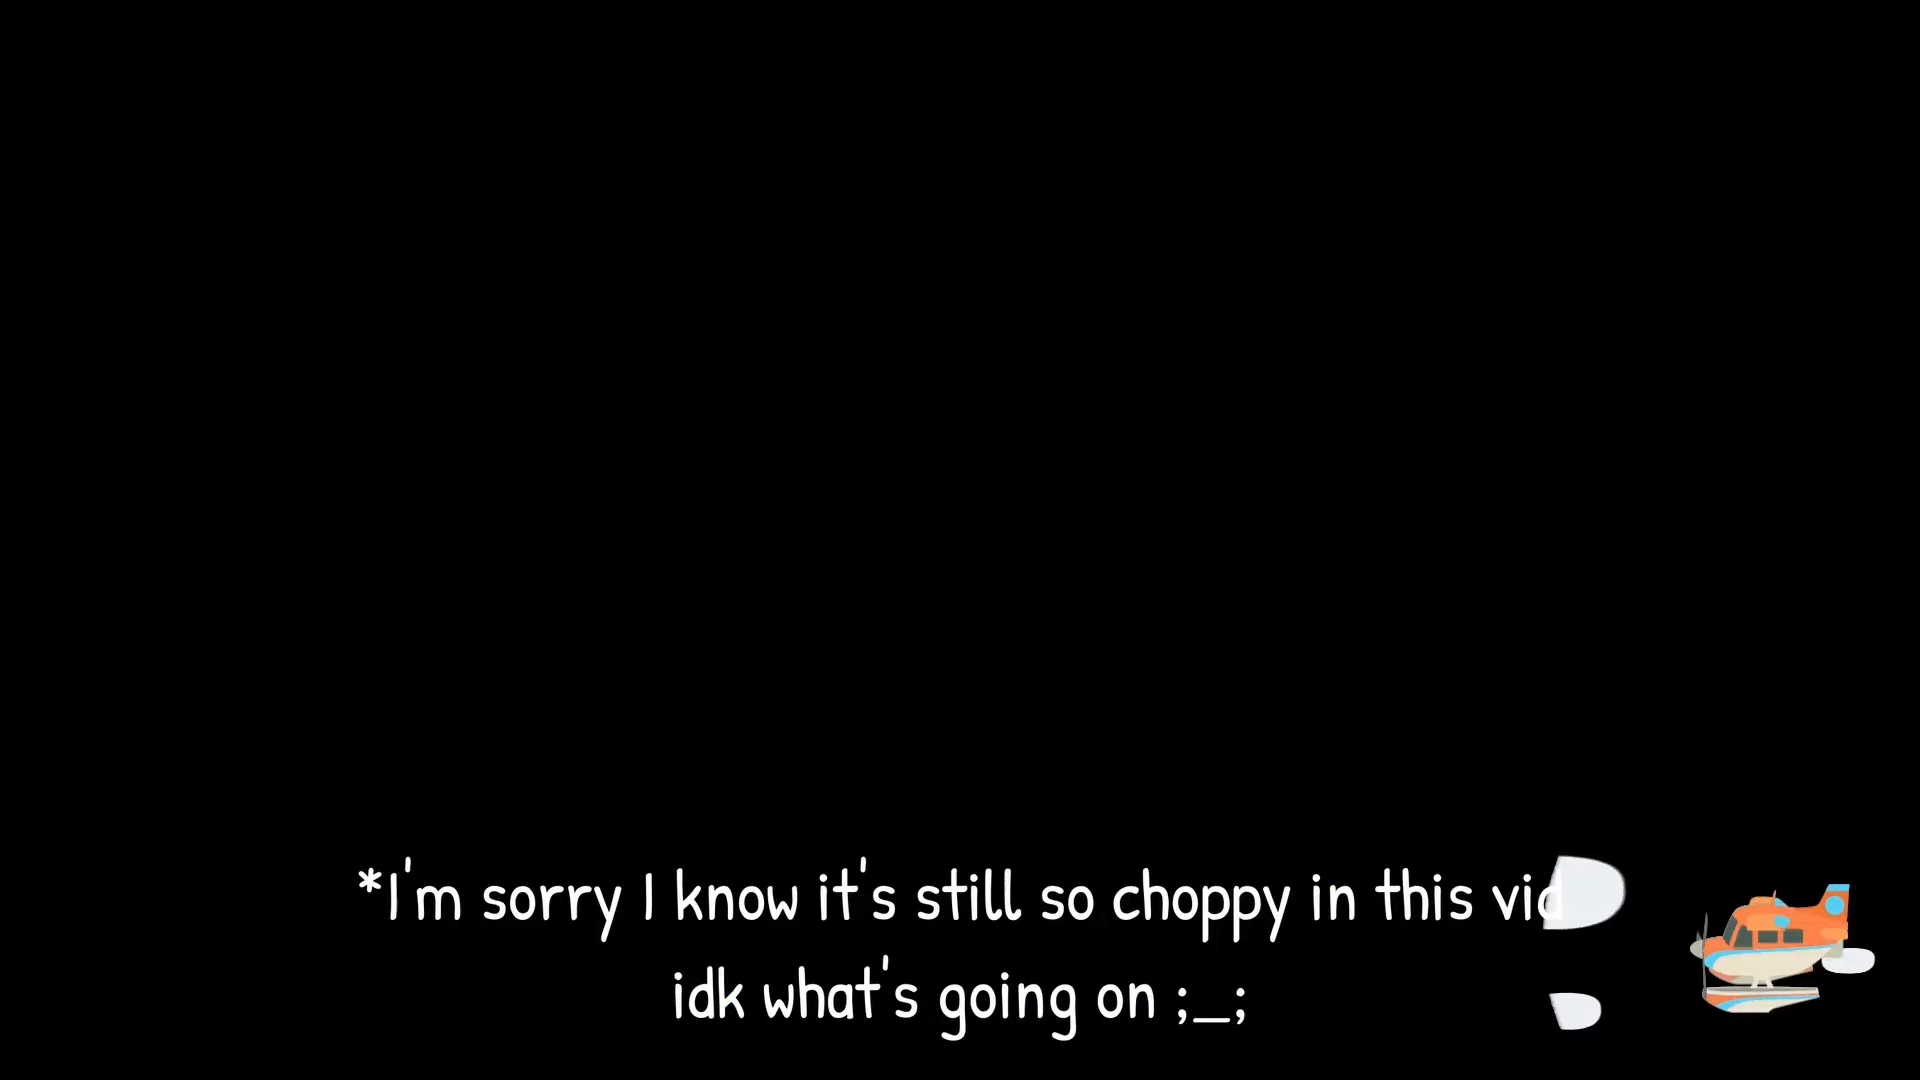 *I'm sorry I know it's still so choppy in this vid
idk what's going on ;_;